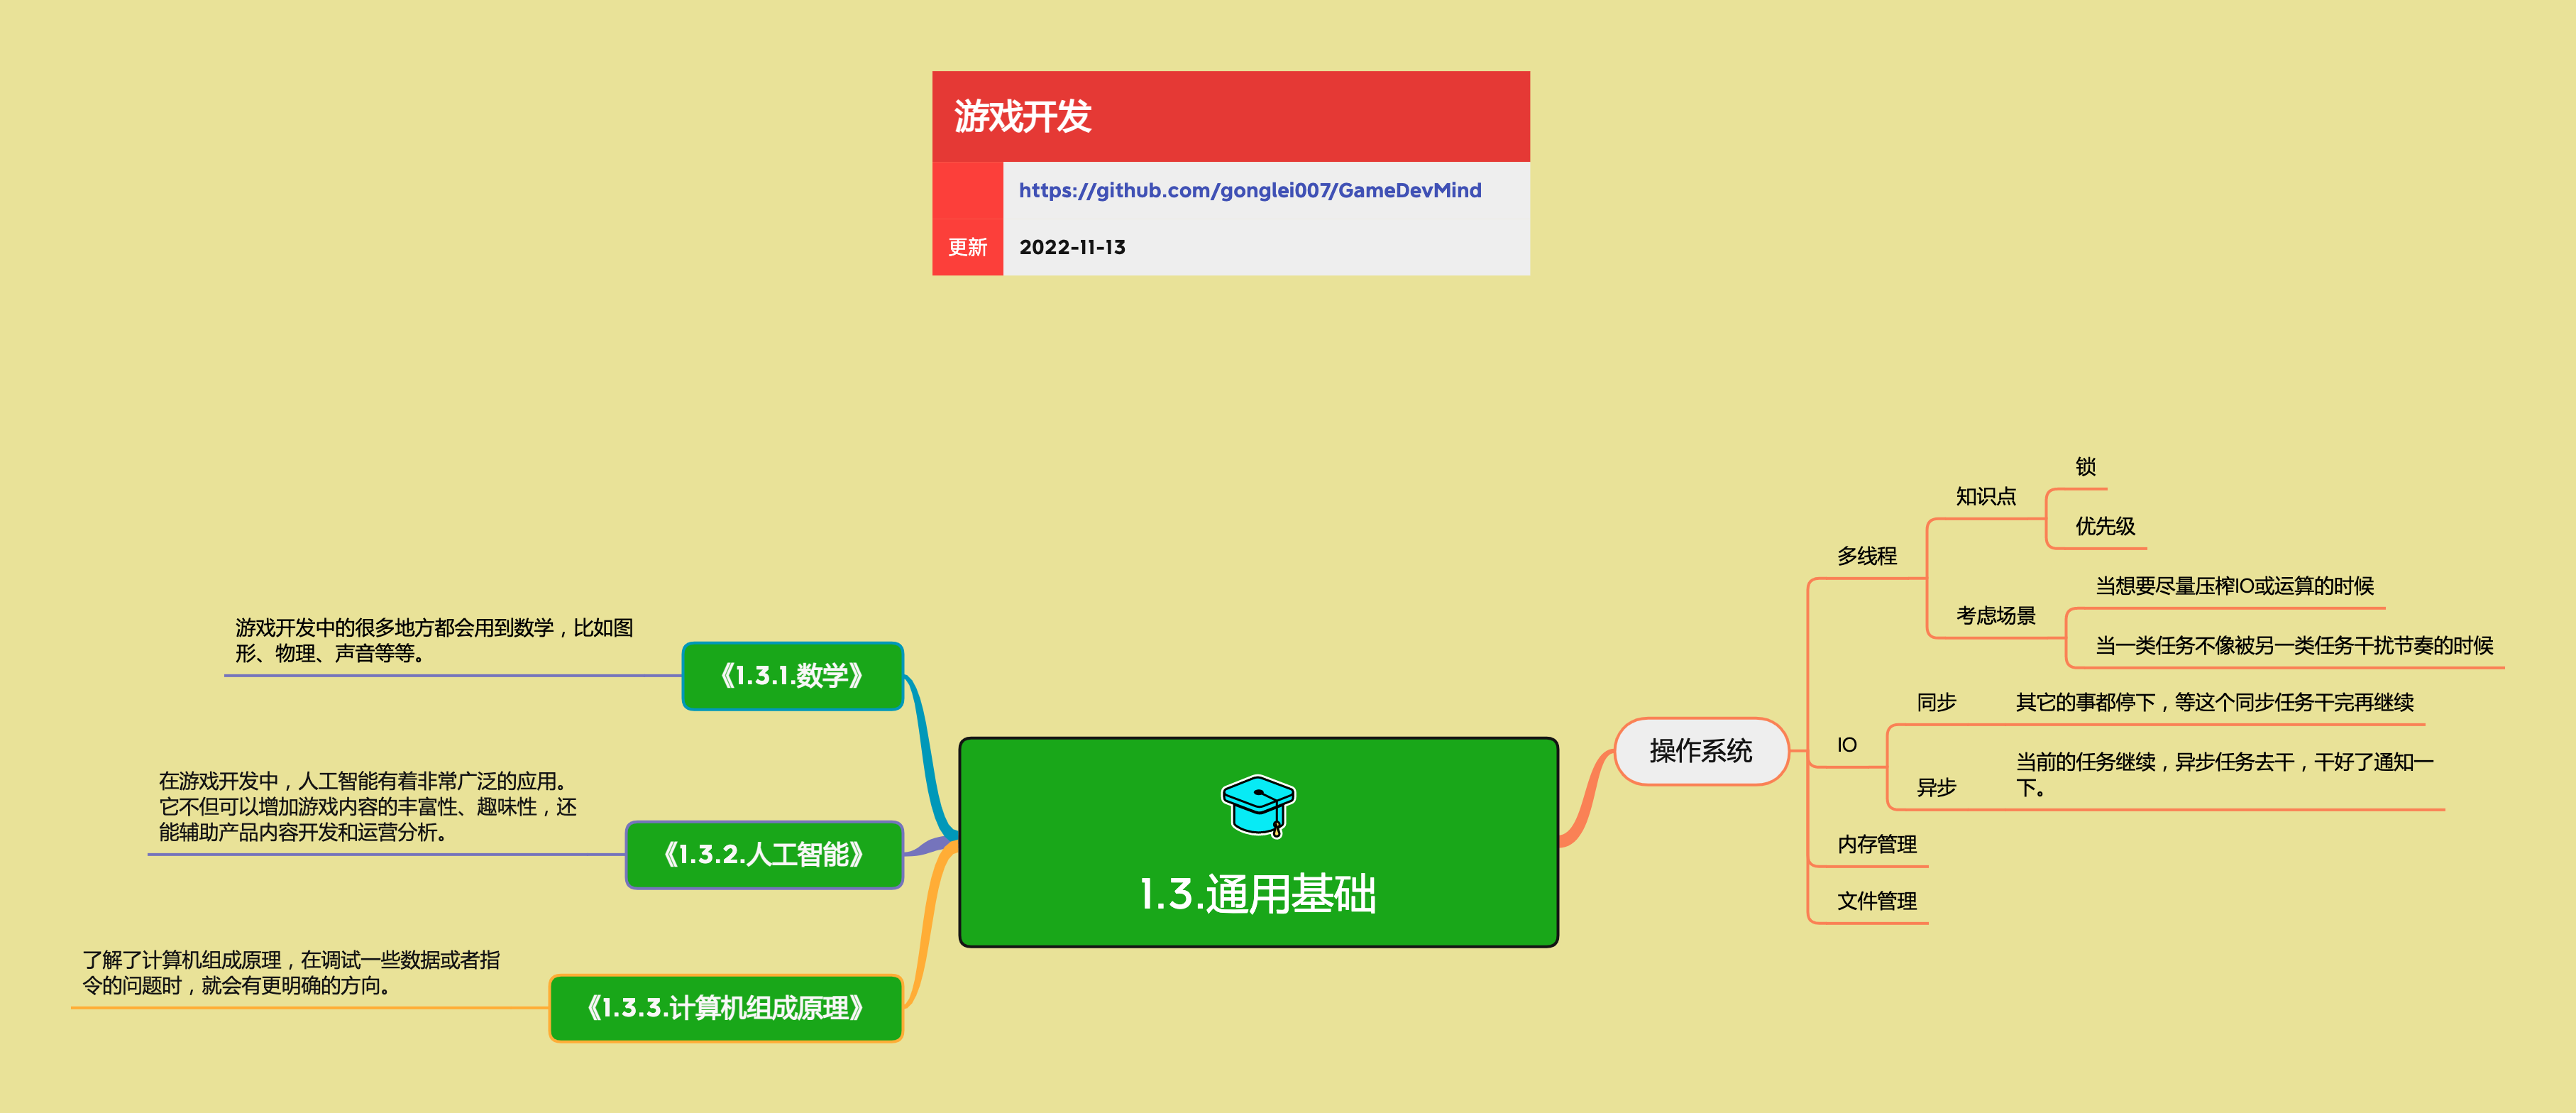 游戏开发
https://github.com/gonglei007/GameDevMind
更新
2022-11-13
游戏开发中的很多地方都会用到数学，比如图
形、物理、声音等等。
《1.3.1.数学》
在游戏开发中，人工智能有着非常广泛的应用。
它不但可以增加游戏内容的丰富性、趣味性，还
能辅助产品内容开发和运营分析。
《1.3.2.人工智能》
了解了计算机组成原理，在调试一些数据或者指
令的问题时，就会有更明确的方向。
《1.3.3.计算机组成原理》
1.3.通用基础
操作系统
多线程
知识点
锁
优先级
考虑场景
当想要尽量压榨IO或运算的时候
当一类任务不像被另一类任务干扰节奏的时候
IO
同步
其它的事都停下，等这个同步任务干完再继续
异步
当前的任务继续，异步任务去干，干好了通知一
下。
内存管理
文件管理